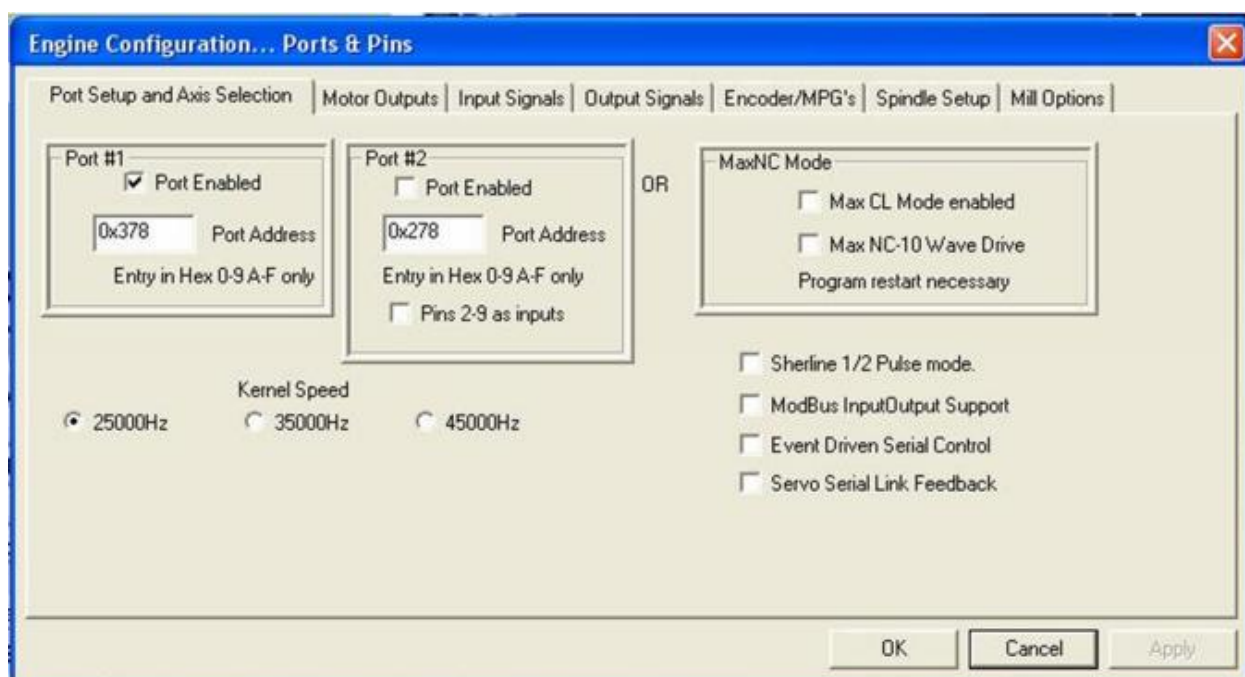 Engine Configuration... Ports & Pins
Port Setup and Axis Selection Motor Outputs Input Signals Output Signals Encoder/MPG's Spindle Setup Mill Options
Port #1
Port Enabled
0x378 Port Address
Entry in Hex 0-9 A-F only
Port #2
Port Enabled
0x278 Port Address
Entry in Hex 0-9 A-F only
Pins 2-9 as inputs
OR
MaxNC Mode
Max CL Mode enabled
Max NC-10 Wave Drive
Program restart necessary
Kernel Speed
25000Hz 35000Hz 45000Hz
Sherline 1/2 Pulse mode.
ModBus InputOutput Support
Event Driven Serial Control
Servo Serial Link Feedback
OK Cancel Apply